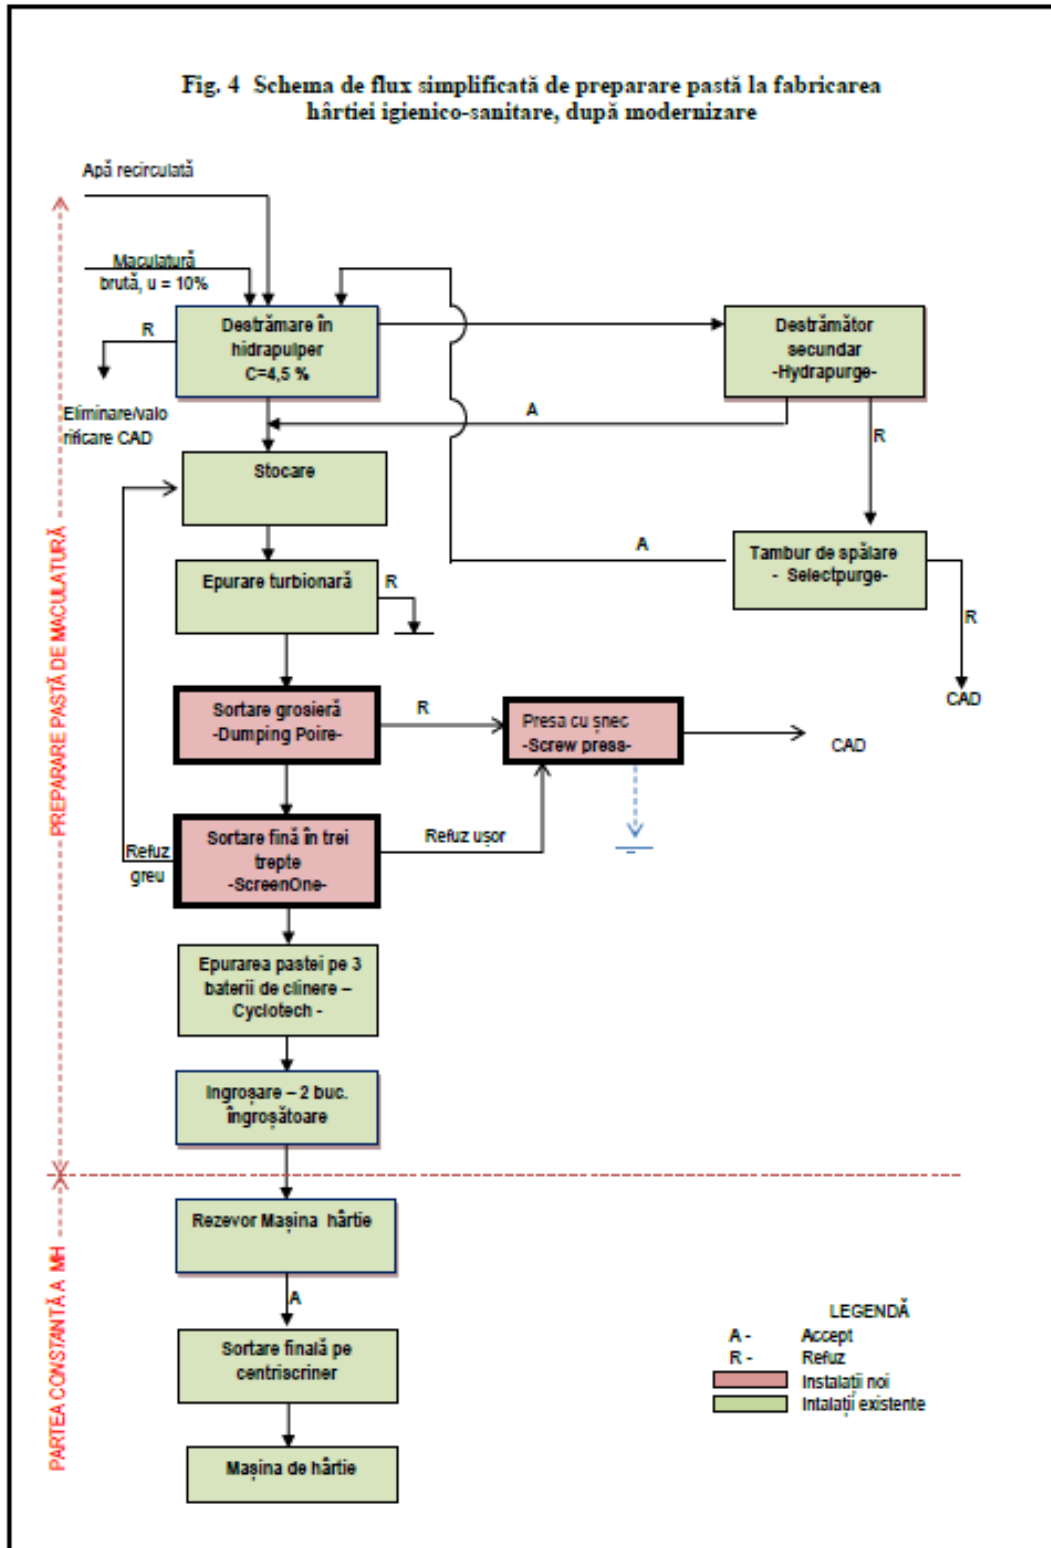 Fig. 4 Schema de flux simplificată de preparare pastă la fabricarea
hârtiei igienico-sanitare, după modernizare
Apă recirculată
Maculatură
brută, u = 10%
R
Eliminare/valo
rificare CAD
Destrămare în
hidrapulper
C=4,5 %
Destrămător
secundar
-Hydrapurge-
A
R
Stocare
A
Tambur de spălare
- Selectpurge-
R
CAD
Epurare turbionară
R
Sortare grosieră
-Dumping Poire-
R
Presa cu șnec
-Screw press-
CAD
Sortare fină în trei
trepte
-ScreenOne-
Refuz ușor
Refuz
greu
Epurarea pastei pe 3
baterii de clinere –
Cyclotech -
Ingroșare – 2 buc.
îngroșătoare
PREPARARE PASTĂ DE MACULATURĂ
Rezevor Mașina hârtie
A
Sortare finală pe
centriscriner
Mașina de hârtie
PARTEA CONSTANTĂ A MH
LEGENDĂ
A - Accept
R - Refuz
Instalații noi
Intalații existente